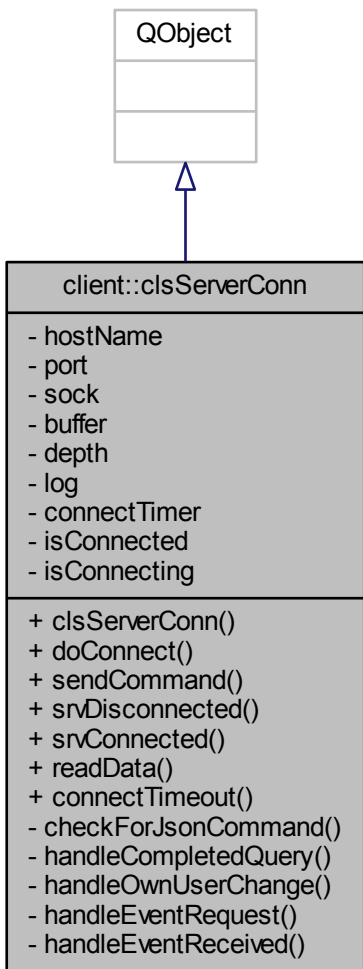 QObject
client::clsServerConn
- hostName
- port
- sock
- buffer
- depth
- log
- connectTimer
- isConnected
- isConnecting
+ clsServerConn()
+ doConnect()
+ sendCommand()
+ srvDisconnected()
+ srvConnected()
+ readData()
+ connectTimeout()
- checkForJsonCommand()
- handleCompletedQuery()
- handleOwnUserChange()
- handleEventRequest()
- handleEventReceived()